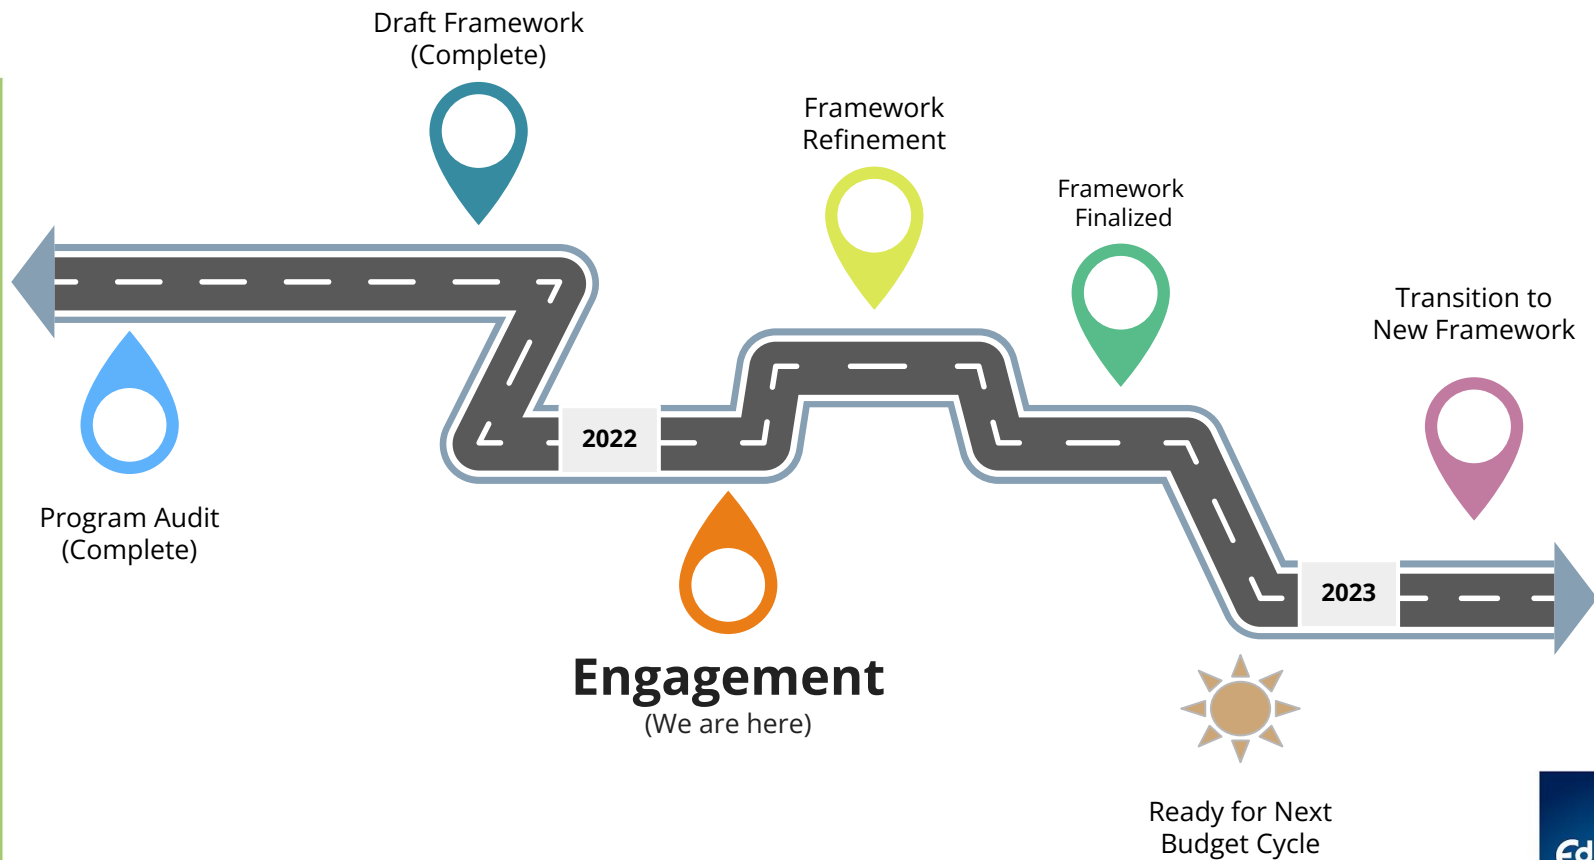 Draft Framework
(Complete)
Framework
Refinement
Framework
Finalized
Transition to
New Framework
2022
Program Audit
(Complete)
2023
Engagement
(We are here)
Ready for Next
Budget Cycle